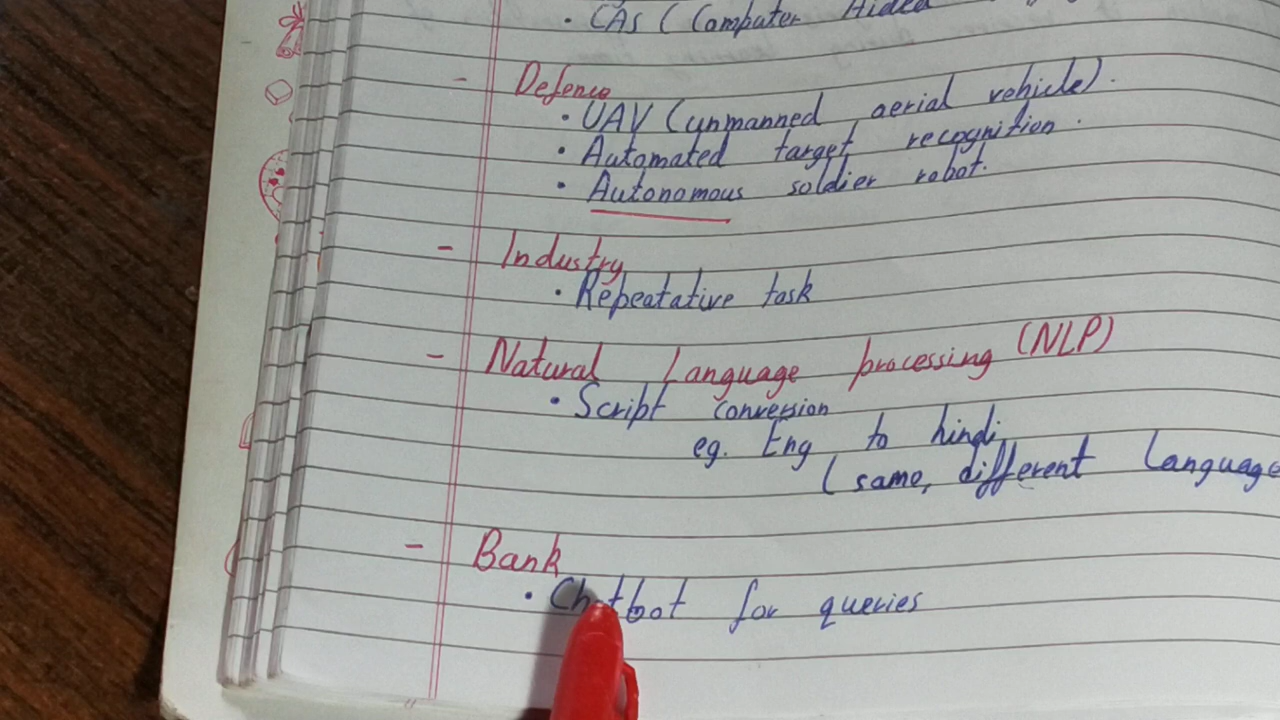 • CAs ( Computer Aided
- Defence
• UAV (unmanned aerial vehicle).
• Automated target recognition.
• Autonomous soldier robot.
- Industry
• Repeatative task
- Natural Language processing (NLP)
• Script conversion
eg. Eng to hindi
( same, different Language
- Bank
• Chatbot for queries